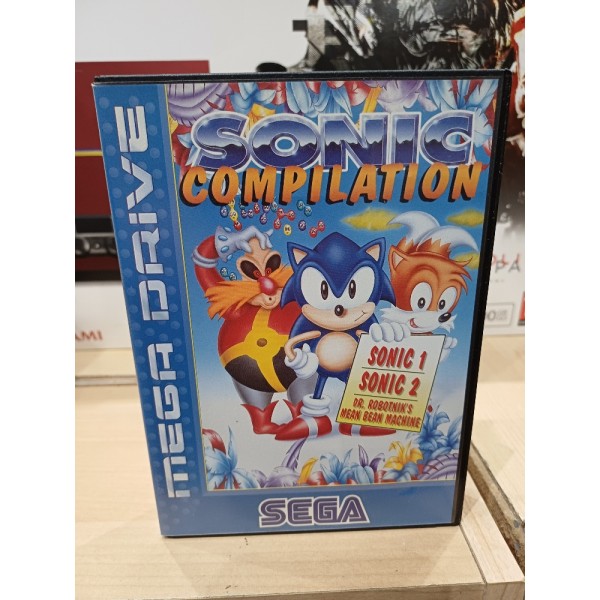 MEGA DRIVE
SONIC
COMPILATION
SONIC 1
SONIC 2
DR. ROBOTNIK'S
MEAN BEAN MACHINE
SEGA